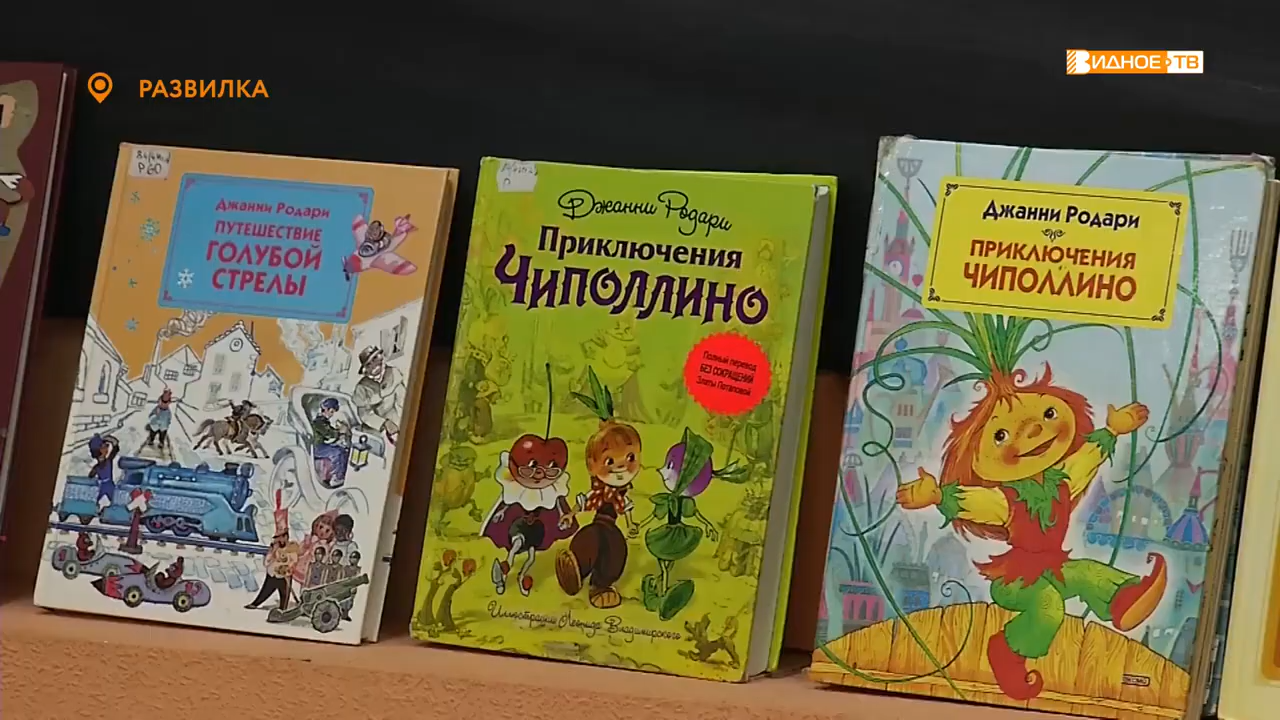 РАЗВИЛКА
ВИДНОЕ ТВ
Джанни Родари
ПУТЕШЕСТВИЕ
ГОЛУБОЙ
СТРЕЛЫ
Джанни Родари
Приключения
ЧИПОЛЛИНО
Полный перевод
БЕЗ СОКРАЩЕНИЙ
Златы Потаповой
Иллюстрации Леонида Владимирского
Джанни Родари
ПРИКЛЮЧЕНИЯ
ЧИПОЛЛИНО